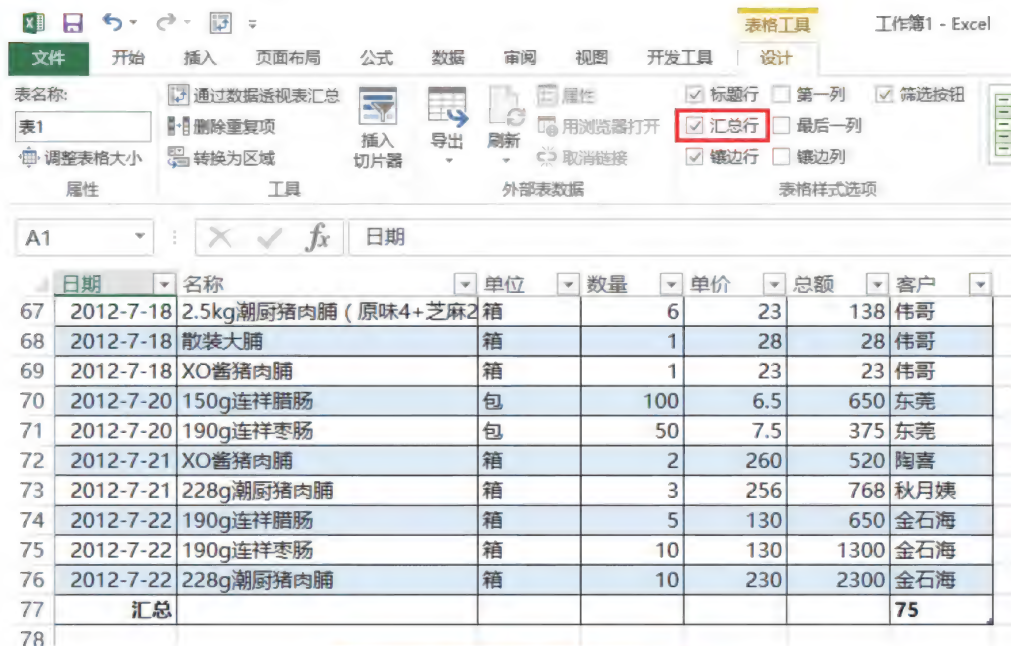 工作簿1 - Excel
表格工具
文件 开始 插入 页面布局 公式 数据 审阅 视图 开发工具 设计
表名称: 通过数据透视表汇总 属性 标题行 第一列 筛选按钮
表1 删除重复项 插入切片器 导出 刷新 用浏览器打开 汇总行 最后一列
调整表格大小 转换为区域 取消链接 镶边行 镶边列
属性 工具 外部表数据 表格样式选项
A1 fx 日期
日期 名称 单位 数量 单价 总额 客户
67 2012-7-18 2.5kg潮厨猪肉脯(原味4+芝麻2 箱 6 23 138 伟哥
68 2012-7-18 散装大脯 箱 1 28 28 伟哥
69 2012-7-18 XO酱猪肉脯 箱 1 23 23 伟哥
70 2012-7-20 150g连祥腊肠 包 100 6.5 650 东莞
71 2012-7-20 190g连祥枣肠 包 50 7.5 375 东莞
72 2012-7-21 XO酱猪肉脯 箱 2 260 520 陶喜
73 2012-7-21 228g潮厨猪肉脯 箱 3 256 768 秋月姨
74 2012-7-22 190g连祥腊肠 箱 5 130 650 金石海
75 2012-7-22 190g连祥枣肠 箱 10 130 1300 金石海
76 2012-7-22 228g潮厨猪肉脯 箱 10 230 2300 金石海
77 汇总 75
78